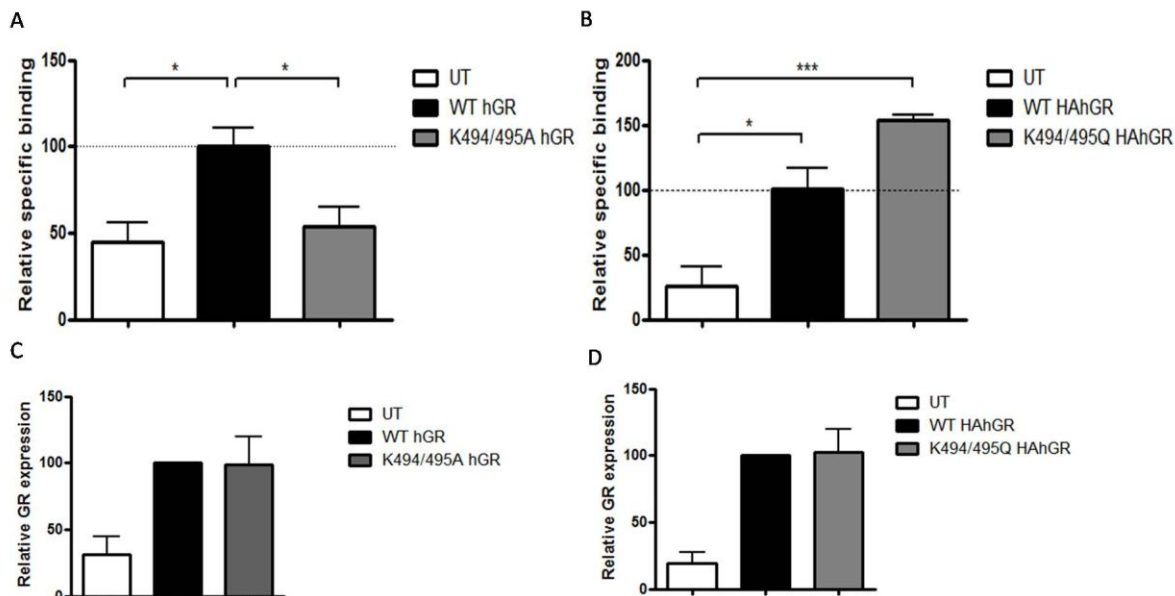 A
Relative specific binding
150
100
50
0
*
*
UT
WT hGR
K494/495A hGR
B
Relative specific binding
200
150
100
50
0
***
*
UT
WT HAhGR
K494/495Q HAhGR
C
Relative GR expression
150
100
50
0
UT
WT hGR
K494/495A hGR
D
Relative GR expression
150
100
50
0
UT
WT HAhGR
K494/495Q HAhGR